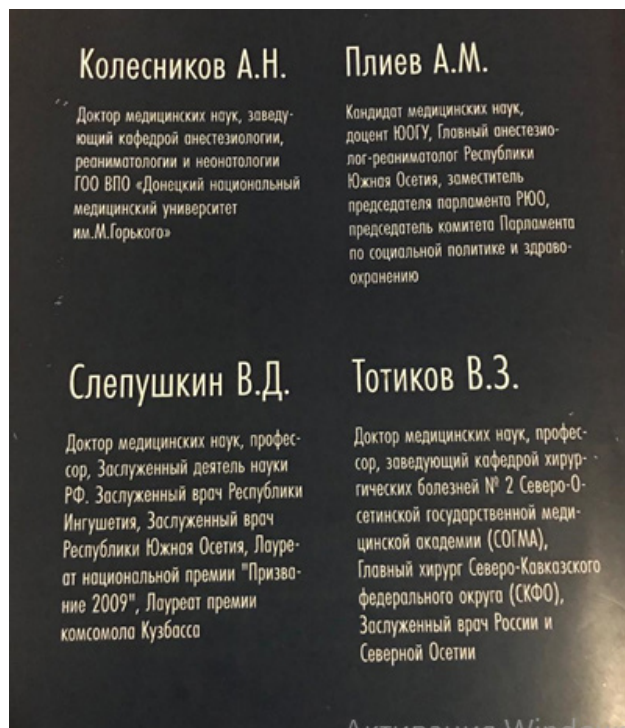 Колесников А.Н.
Доктор медицинских наук, заведу-
ющий кафедрой анестезиологии,
реаниматологии и неонатологии
ГОО ВПО «Донецкий национальный
медицинский университет
им.М.Горького»
Плиев А.М.
Кандидат медицинских наук,
доцент ЮОГУ, Главный анестезио-
лог-реаниматолог Республики
Южная Осетия, заместитель
председателя парламента РЮО,
председатель комитета Парламента
по социальной политике и здраво-
охранению
Слепушкин В.Д.
Доктор медицинских наук, профес-
сор, Заслуженный деятель науки
РФ. Заслуженный врач Республики
Ингушетия, Заслуженный врач
Республики Южная Осетия, Лауре-
ат национальной премии "Призва-
ние 2009", Лауреат премии
комсомола Кузбасса
Тотиков В.З.
Доктор медицинских наук, профес-
сор, заведующий кафедрой хирур-
гических болезней № 2 Северо-О-
сетинской государственной меди-
цинской академии (СОГМА),
Главный хирург Северо-Кавказского
федерального округа (СКФО),
Заслуженный врач России и
Северной Осетии